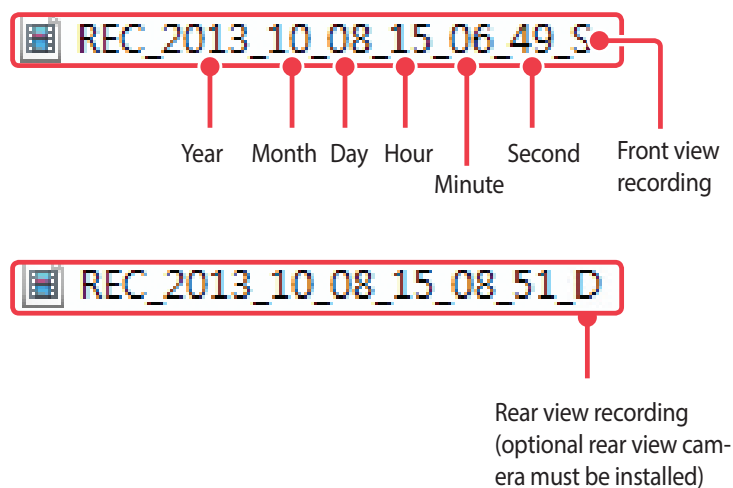 REC_2013_10_08_15_06_49_S
Year Month Day Hour Second
Minute
Front view
recording
REC_2013_10_08_15_08_51_D
Rear view recording
(optional rear view cam-
era must be installed)